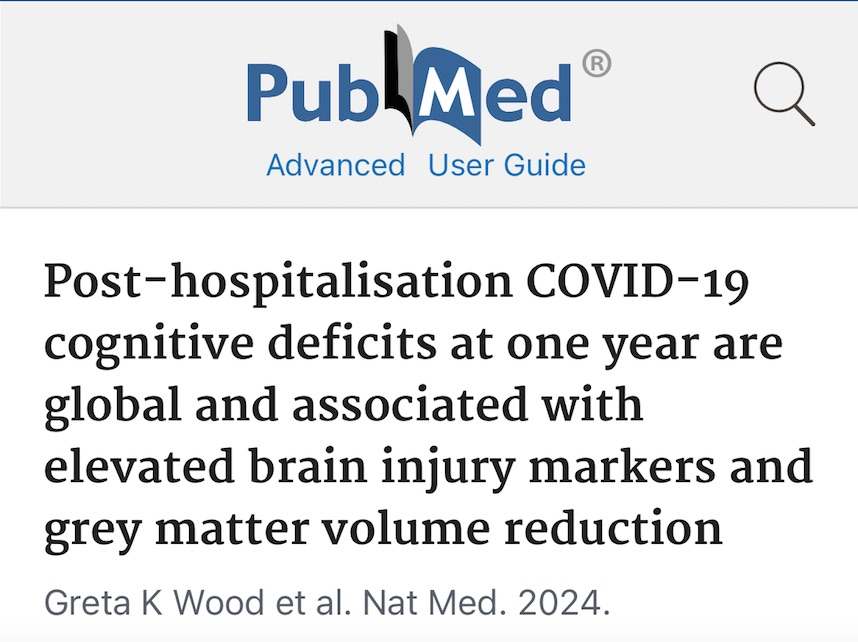 PubMed®
Advanced User Guide
Post-hospitalisation COVID-19
cognitive deficits at one year are
global and associated with
elevated brain injury markers and
grey matter volume reduction
Greta K Wood et al. Nat Med. 2024.